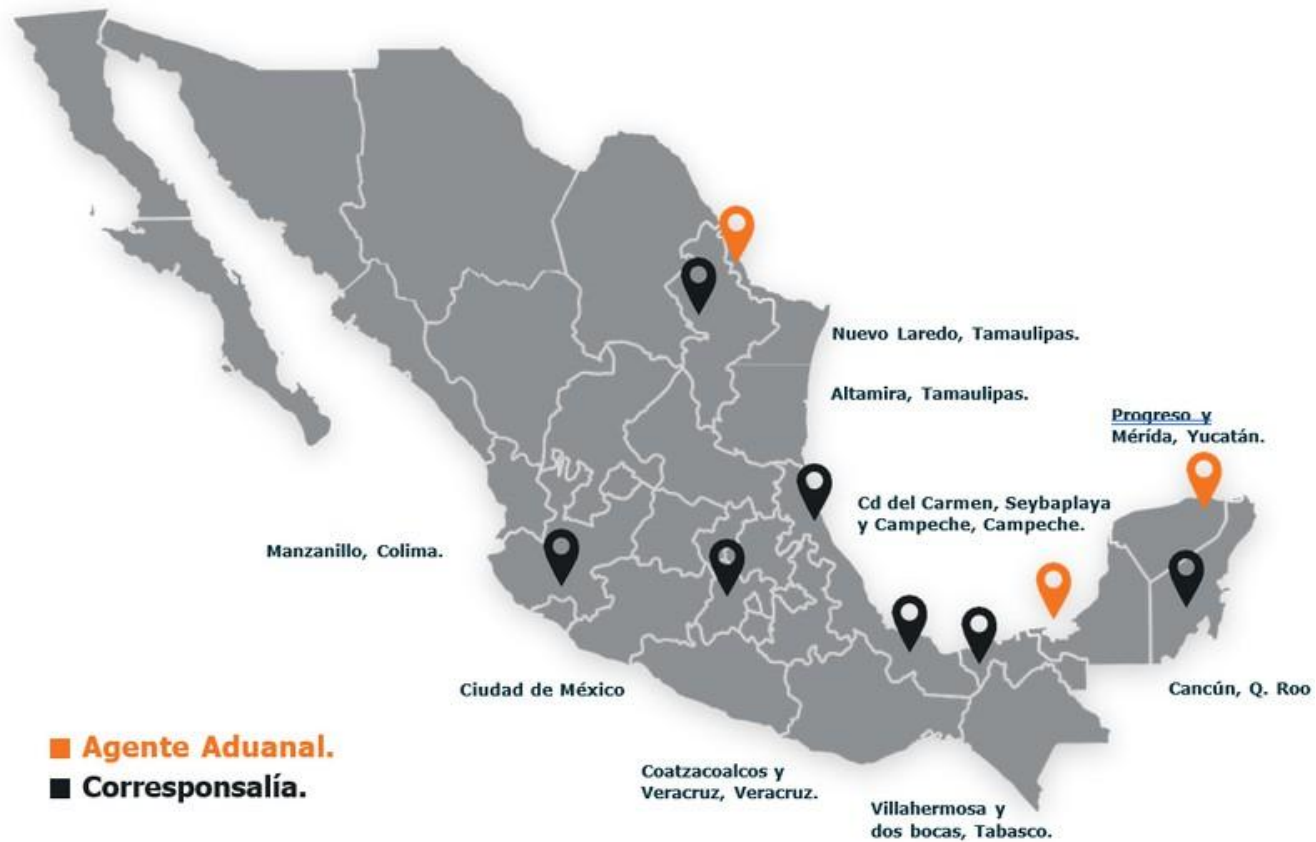 Nuevo Laredo, Tamaulipas.
Altamira, Tamaulipas.
Progreso y
Mérida, Yucatán.
Cd del Carmen, Seybaplaya
y Campeche, Campeche.
Manzanillo, Colima.
Ciudad de México
Cancún, Q. Roo
Agente Aduanal.
Corresponsalía.
Coatzacoalcos y
Veracruz, Veracruz.
Villahermosa y
dos bocas, Tabasco.